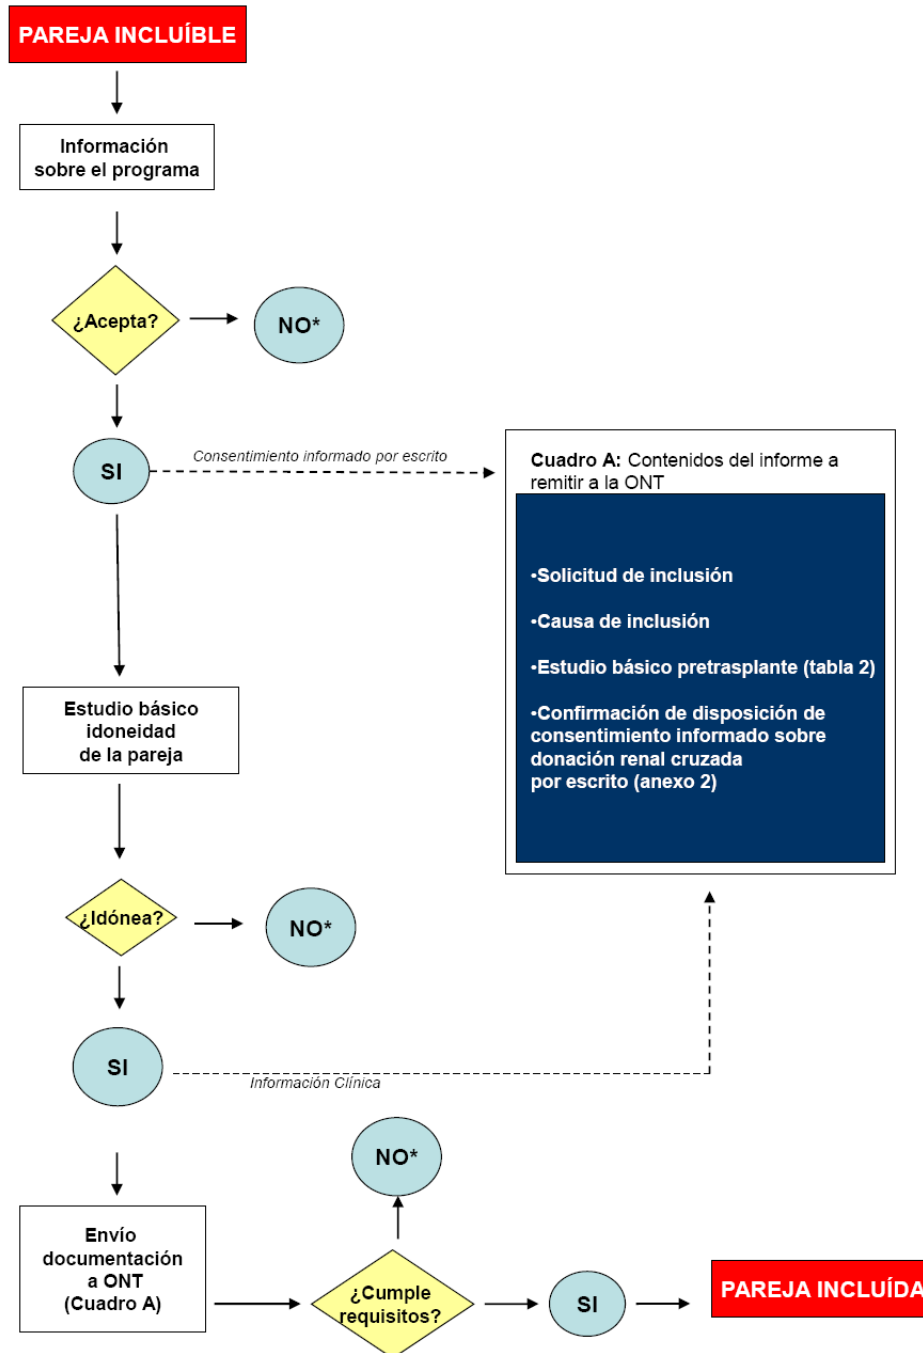 PAREJA INCLUÍBLE
Información
sobre el programa
¿Acepta?
NO*
SI
Consentimiento informado por escrito
Cuadro A: Contenidos del informe a
remitir a la ONT
•Solicitud de inclusión
•Causa de inclusión
•Estudio básico pretrasplante (tabla 2)
•Confirmación de disposición de
consentimiento informado sobre
donación renal cruzada
por escrito (anexo 2)
Estudio básico
idoneidad
de la pareja
¿Idónea?
NO*
SI
Información Clínica
NO*
Envío
documentación
a ONT
(Cuadro A)
¿Cumple
requisitos?
SI
PAREJA INCLUÍDA